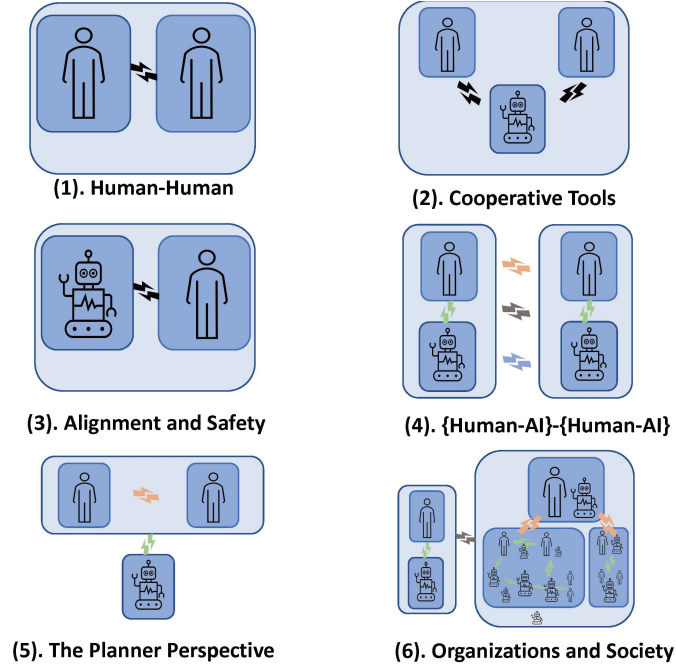 (1). Human-Human
(2). Cooperative Tools
(3). Alignment and Safety
(4). {Human-AI}-{Human-AI}
(5). The Planner Perspective
(6). Organizations and Society